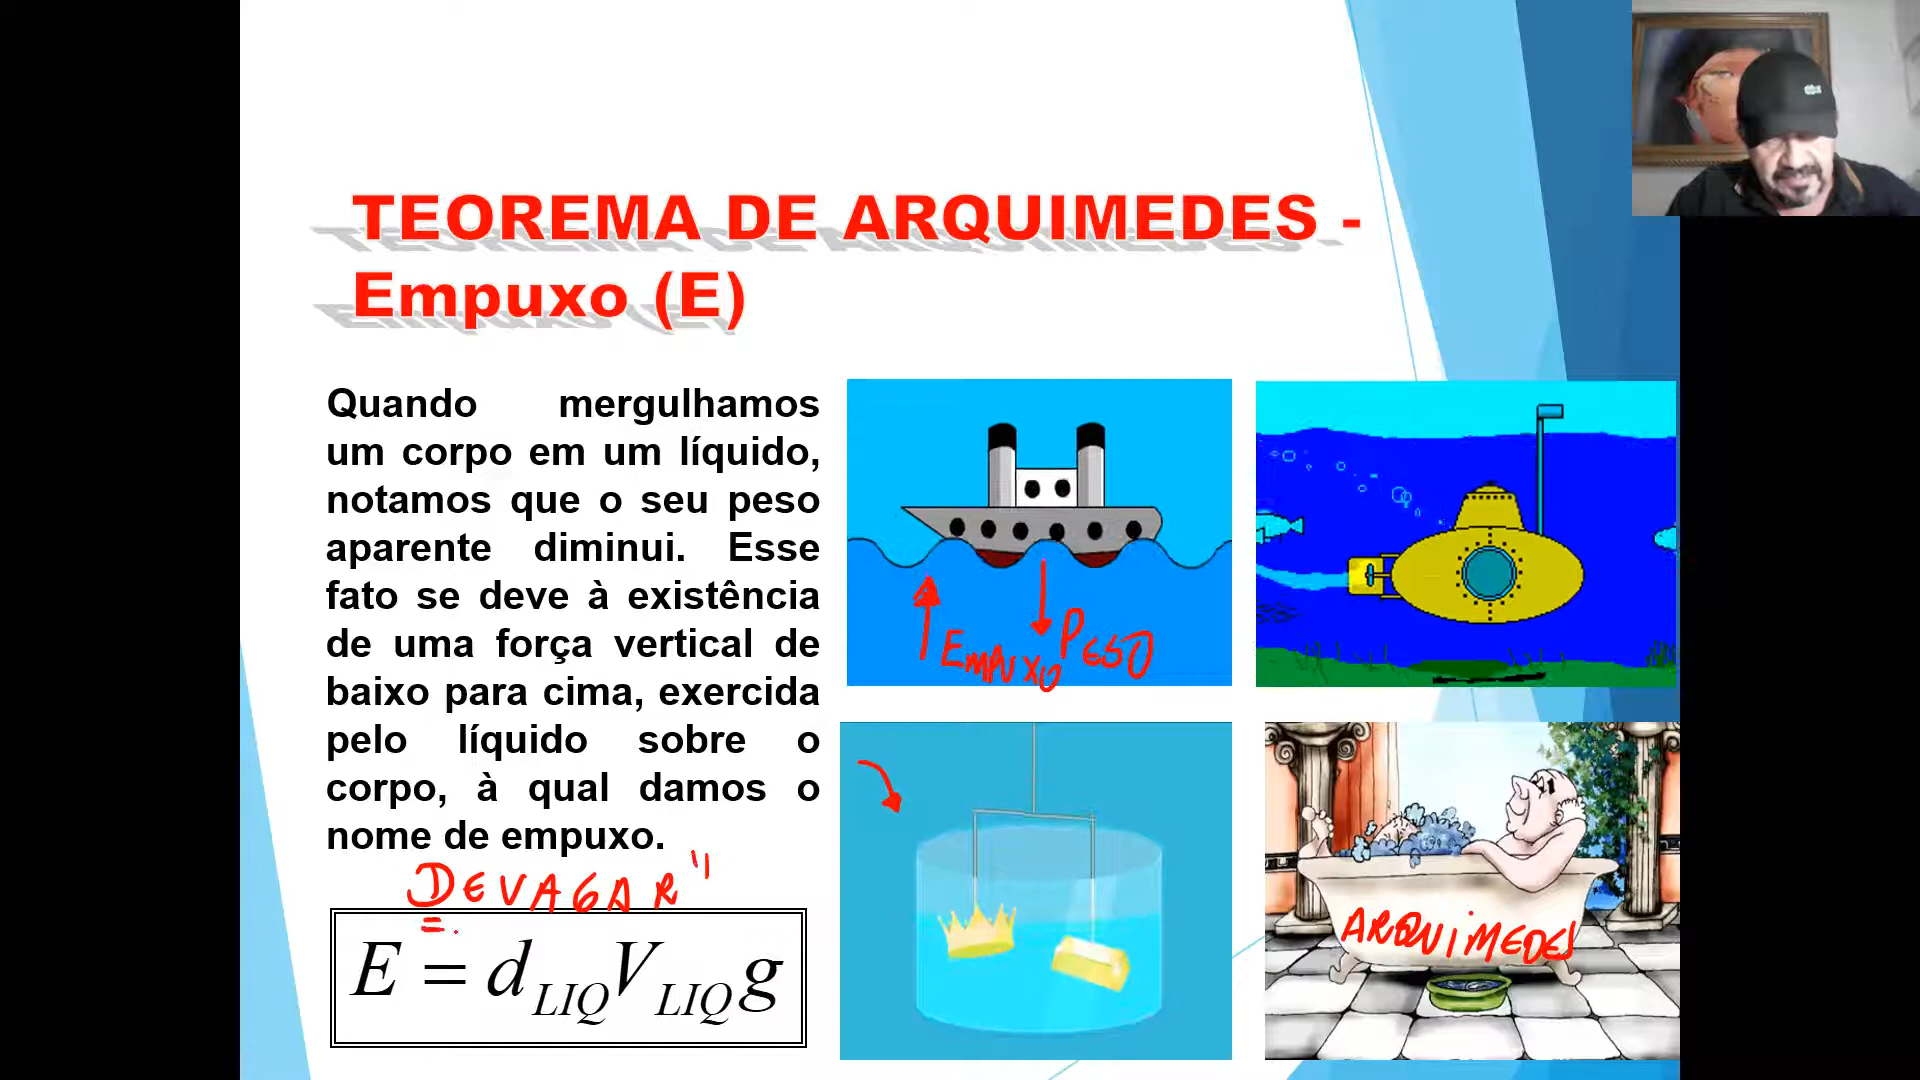 TEOREMA DE ARQUIMEDES -
Empuxo (E)
Quando mergulhamos
um corpo em um líquido,
notamos que o seu peso
aparente diminui. Esse
fato se deve à existência
de uma força vertical de
baixo para cima, exercida
pelo líquido sobre o
corpo, à qual damos o
nome de empuxo.
DEVAGAR"
E = d_LIQ V_LIQ g
EMPUXO
PESO
ARQUIMEDES